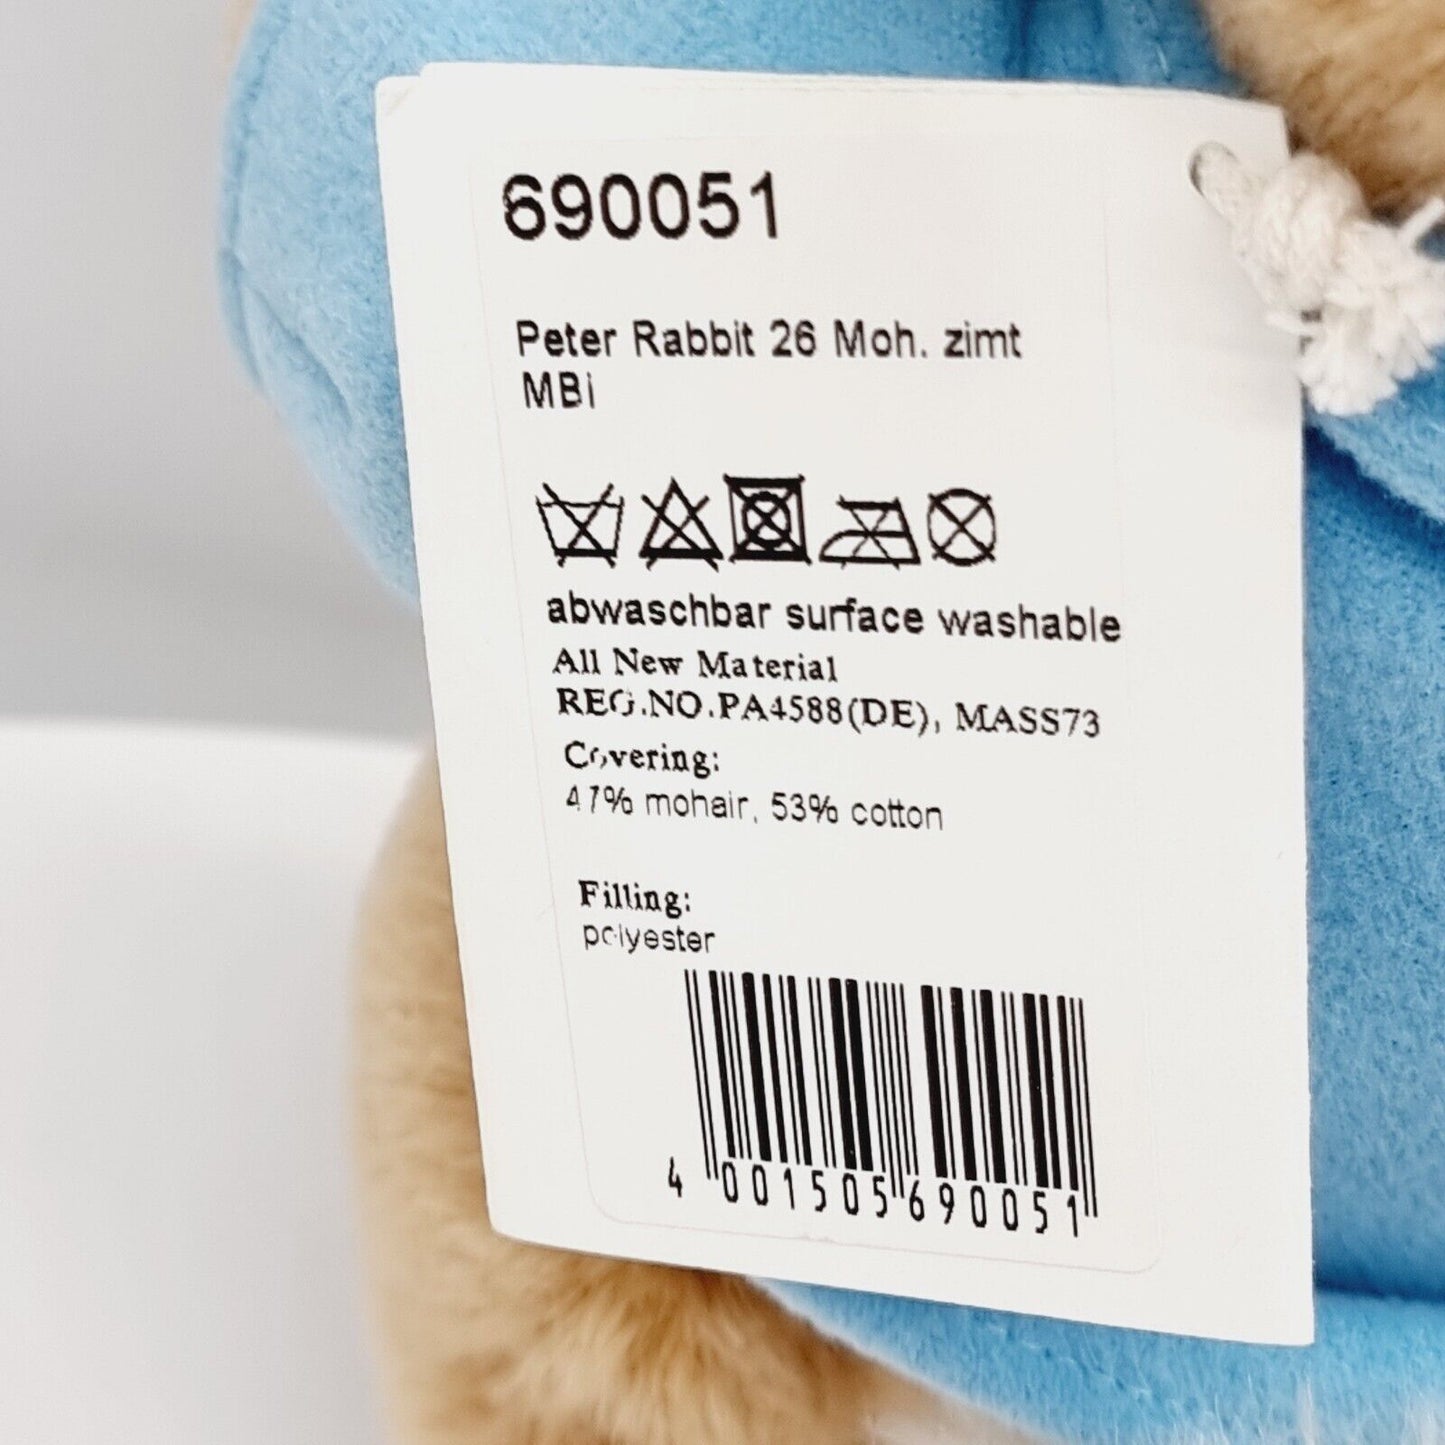 690051
Peter Rabbit 26 Moh. zimt
MBi
abwaschbar surface washable
All New Material
REG.NO.PA4588(DE), MASS73
Covering:
47% mohair, 53% cotton
Filling:
polyester
4 001505 690051